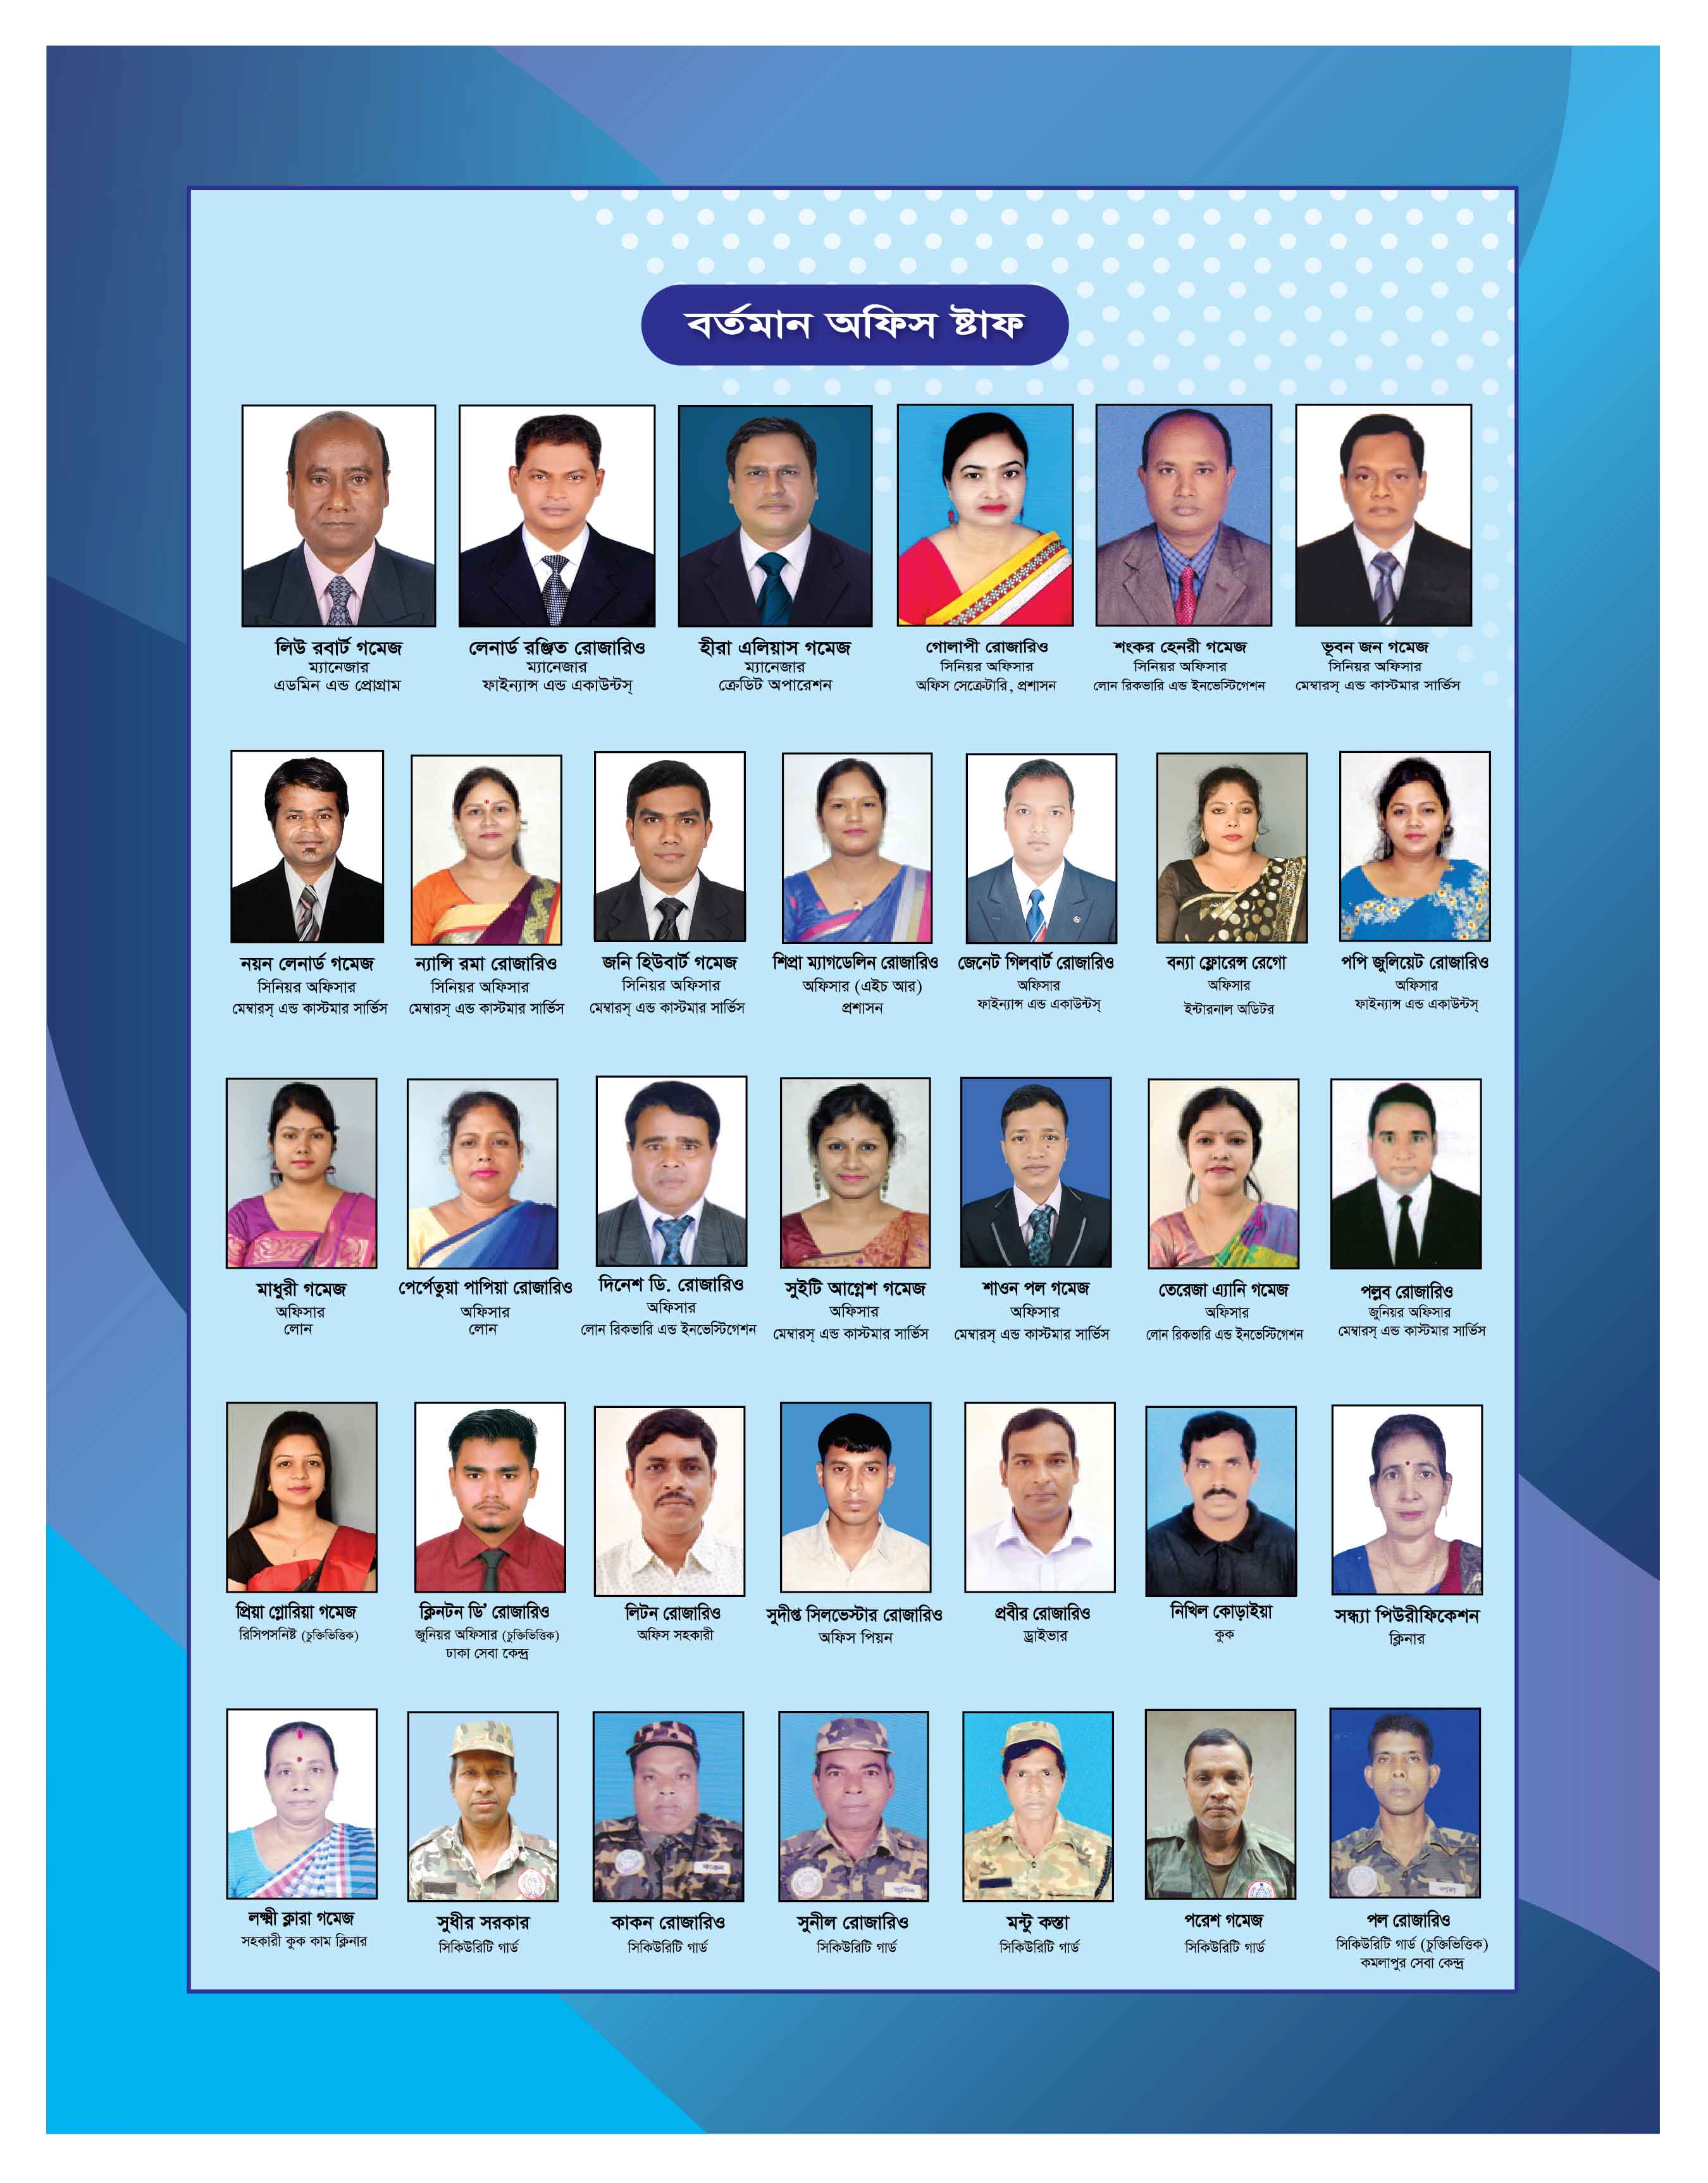 বর্তমান অফিস ষ্টাফ
লিউ রবার্ট গমেজ
ম্যানেজার
এডমিন এন্ড প্রোগ্রাম
লেনার্ড রঞ্জিত রোজারিও
ম্যানেজার
ফাইন্যান্স এন্ড একাউন্টস্
হীরা এলিয়াস গমেজ
ম্যানেজার
ক্রেডিট অপারেশন
গোলাপী রোজারিও
সিনিয়র অফিসার
অফিস সেক্রেটারি, প্রশাসন
শংকর হেনরী গমেজ
সিনিয়র অফিসার
লোন রিকভারি এন্ড ইনভেস্টিগেশন
ভূবন জন গমেজ
সিনিয়র অফিসার
মেম্বারস্ এন্ড কাস্টমার সার্ভিস
নয়ন লেনার্ড গমেজ
সিনিয়র অফিসার
মেম্বারস্ এন্ড কাস্টমার সার্ভিস
ন্যান্সি রমা রোজারিও
সিনিয়র অফিসার
মেম্বারস্ এন্ড কাস্টমার সার্ভিস
জনি হিউবার্ট গমেজ
সিনিয়র অফিসার
মেম্বারস্ এন্ড কাস্টমার সার্ভিস
শিপ্রা ম্যাগডেলিন রোজারিও
অফিসার (এইচ আর)
প্রশাসন
জেনেট গিলবার্ট রোজারিও
অফিসার
ফাইন্যান্স এন্ড একাউন্টস্
বন্যা ফ্লোরেন্স রেগো
অফিসার
ইন্টারনাল অডিটর
পপি জুলিয়েট রোজারিও
অফিসার
ফাইন্যান্স এন্ড একাউন্টস্
মাধুরী গমেজ
অফিসার
লোন
পের্পেতুয়া পাপিয়া রোজারিও
অফিসার
লোন
দিনেশ ডি. রোজারিও
অফিসার
লোন রিকভারি এন্ড ইনভেস্টিগেশন
সুইটি আগ্নেশ গমেজ
অফিসার
মেম্বারস্ এন্ড কাস্টমার সার্ভিস
শাওন পল গমেজ
অফিসার
মেম্বারস্ এন্ড কাস্টমার সার্ভিস
তেরেজা এ্যানি গমেজ
অফিসার
লোন রিকভারি এন্ড ইনভেস্টিগেশন
পল্লব রোজারিও
জুনিয়র অফিসার
মেম্বারস্ এন্ড কাস্টমার সার্ভিস
প্রিয়া গ্লোরিয়া গমেজ
রিসিপসনিষ্ট (চুক্তিভিত্তিক)
ক্লিনটন ডি’ রোজারিও
জুনিয়র অফিসার (চুক্তিভিত্তিক)
ঢাকা সেবা কেন্দ্র
লিটন রোজারিও
অফিস সহকারী
সুদীপ্ত সিলভেস্টার রোজারিও
অফিস পিয়ন
প্রবীর রোজারিও
ড্রাইভার
নিখিল কোড়াইয়া
কুক
সন্ধ্যা পিউরীফিকেশন
ক্লিনার
লক্ষ্মী ক্লারা গমেজ
সহকারী কুক কাম ক্লিনার
সুধীর সরকার
সিকিউরিটি গার্ড
কাকন রোজারিও
সিকিউরিটি গার্ড
সুনীল রোজারিও
সিকিউরিটি গার্ড
মন্টু কস্তা
সিকিউরিটি গার্ড
পরেশ গমেজ
সিকিউরিটি গার্ড
পল রোজারিও
সিকিউরিটি গার্ড (চুক্তিভিত্তিক)
কমলাপুর সেবা কেন্দ্র